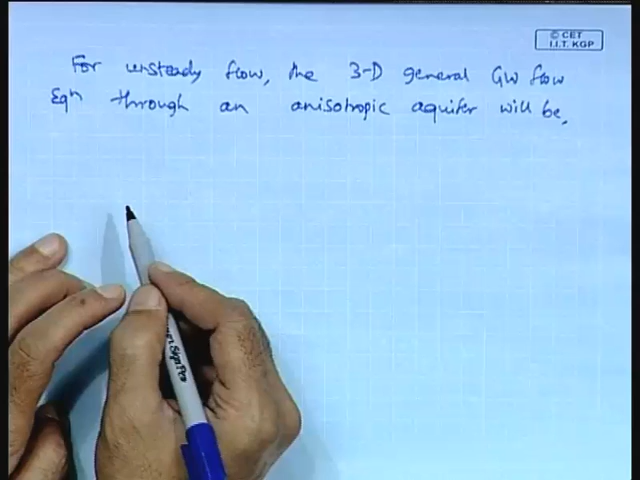 © CET
I.I.T. KGP
For unsteady flow, the 3-D general GW flow
Eqn through an anisotropic aquifer will be,